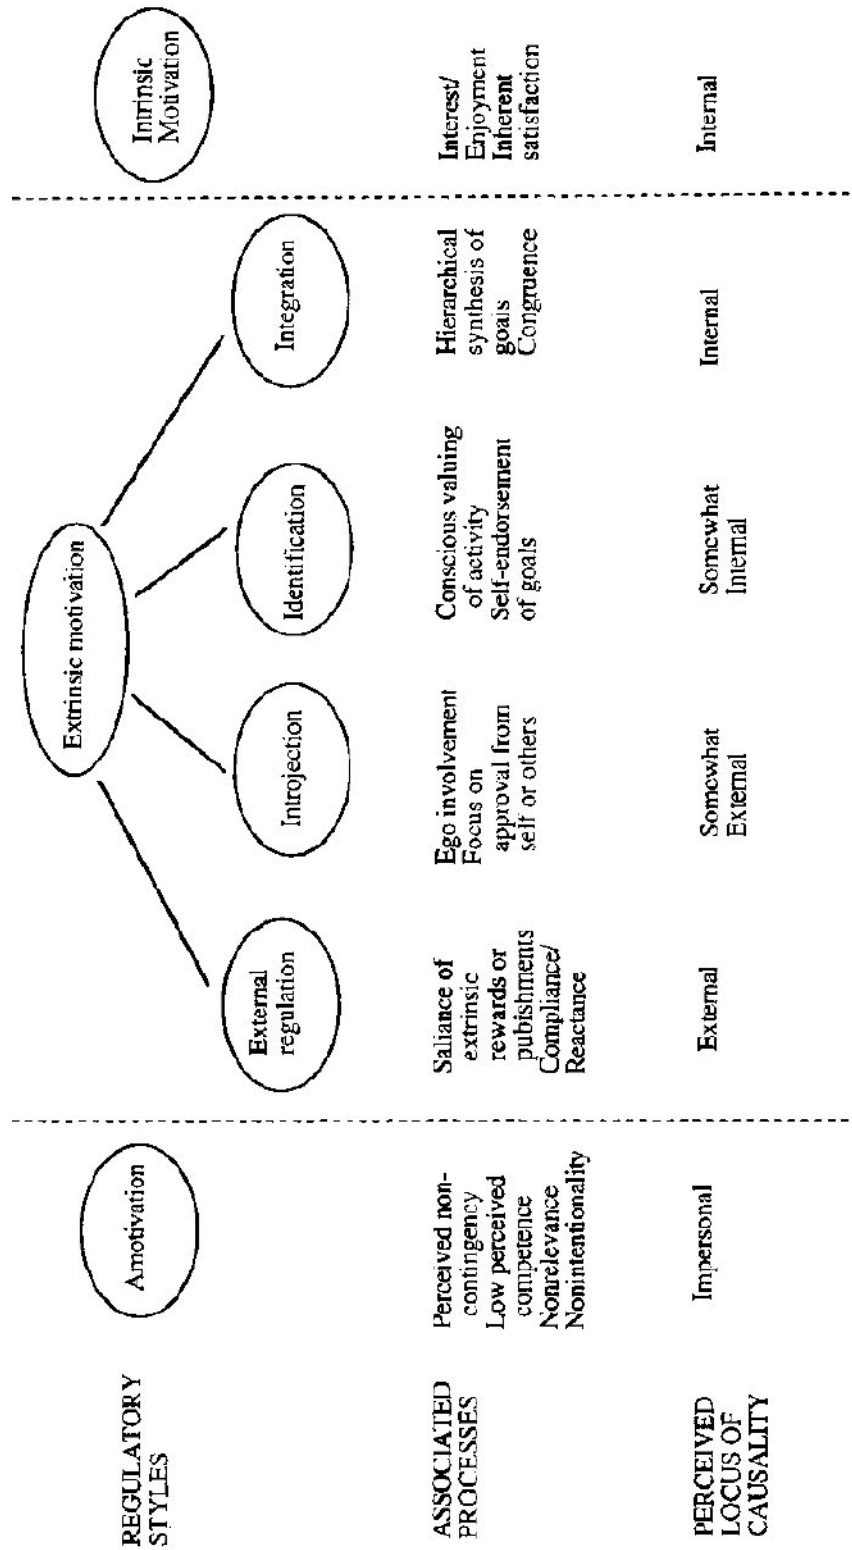 REGULATORY
STYLES
Amotivation
Extrinsic motivation
External
regulation
Introjection
Identification
Integration
Intrinsic
Motivation
ASSOCIATED
PROCESSES
Perceived non-
contingency
Low perceived
competence
Nonrelevance
Nonintentionality
Saliance of
extrinsic
rewards or
pubishments
Compliance/
Reactance
Ego involvement
Focus on
approval from
self or others
Conscious valuing
of activity
Self-endorsement
of goals
Hierarchical
synthesis of
goals
Congruence
Interest/
Enjoyment
Inherent
satisfaction
PERCEIVED
LOCUS OF
CAUSALITY
Impersonal
External
Somewhat
External
Somewhat
Internal
Internal
Internal